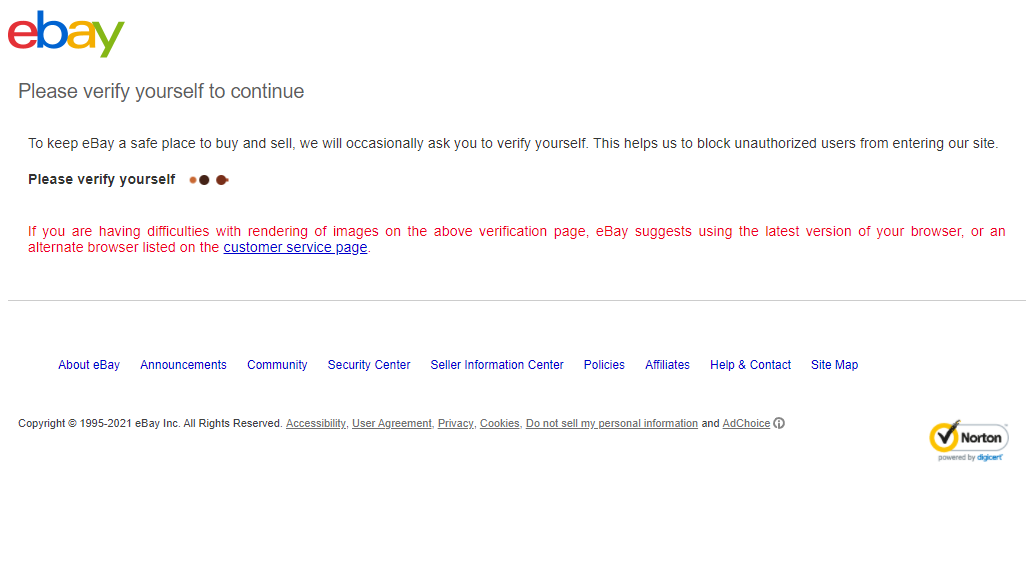 ebay
Please verify yourself to continue
To keep eBay a safe place to buy and sell, we will occasionally ask you to verify yourself. This helps us to block unauthorized users from entering our site.
Please verify yourself
If you are having difficulties with rendering of images on the above verification page, eBay suggests using the latest version of your browser, or an
alternate browser listed on the customer service page.
About eBay Announcements Community Security Center Seller Information Center Policies Affiliates Help & Contact Site Map
Copyright © 1995-2021 eBay Inc. All Rights Reserved. Accessibility, User Agreement, Privacy, Cookies, Do not sell my personal information and AdChoice
Norton
powered by digicert